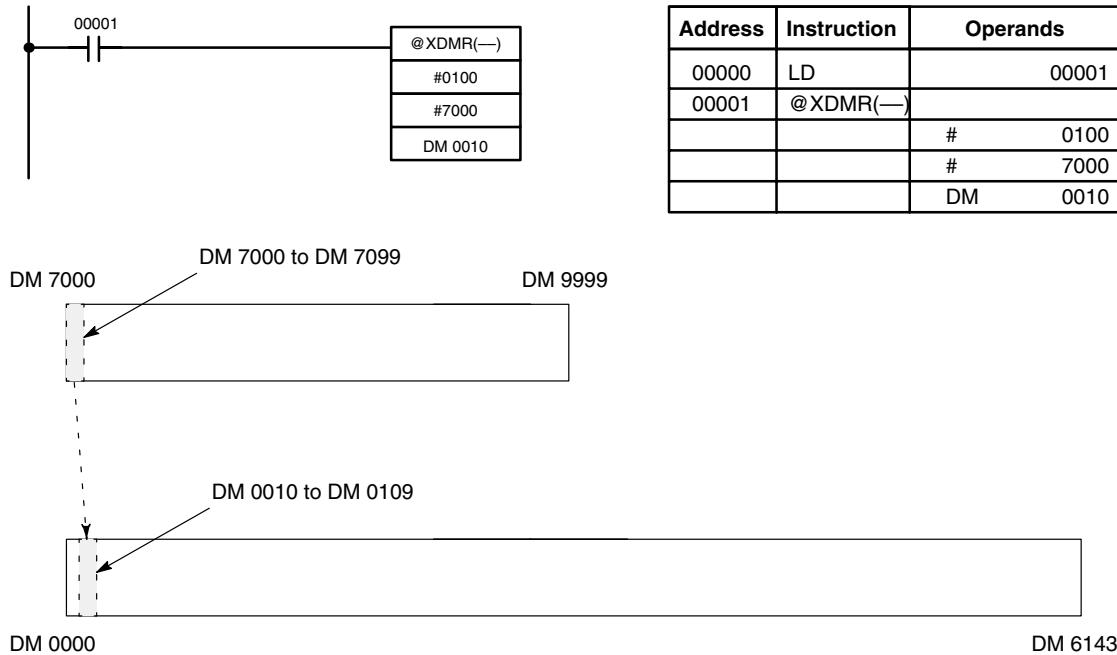 00001
@XDMR(––)
#0100
#7000
DM 0010
Address Instruction Operands
00000 LD 00001
00001 @XDMR(––)
# 0100
# 7000
DM 0010
DM 7000 to DM 7099
DM 7000 DM 9999
DM 0010 to DM 0109
DM 0000 DM 6143